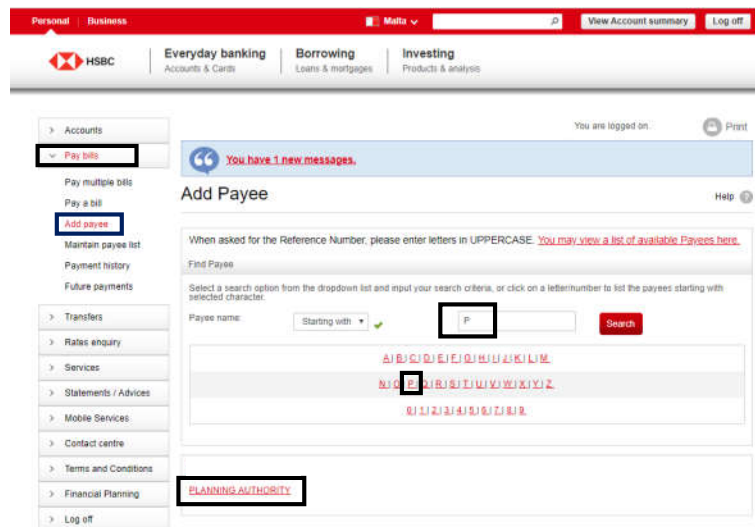 Personal Business Malta View Account summary Log off
HSBC
Everyday banking
Accounts & Cards
Borrowing
Loans & mortgages
Investing
Products & analysis
You are logged on. Print
> Accounts
Pay bills
Pay multiple bills
Pay a bill
Add payee
Maintain payee list
Payment history
Future payments
> Transfers
> Rates enquiry
> Services
> Statements / Advices
> Mobile Services
> Contact centre
> Terms and Conditions
> Financial Planning
> Log off
You have 1 new messages.
Add Payee
Help
When asked for the Reference Number, please enter letters in UPPERCASE. You may view a list of available Payees here.
Find Payee
Select a search option from the dropdown list and input your search criteria, or click on a letter/number to list the payees starting with
selected character.
Payee name: Starting with P Search
A | B | C | D | E | F | G | H | I | J | K | L | M
N | O | P | Q | R | S | T | U | V | W | X | Y | Z
0 | 1 | 2 | 3 | 4 | 5 | 6 | 7 | 8 | 9
PLANNING AUTHORITY